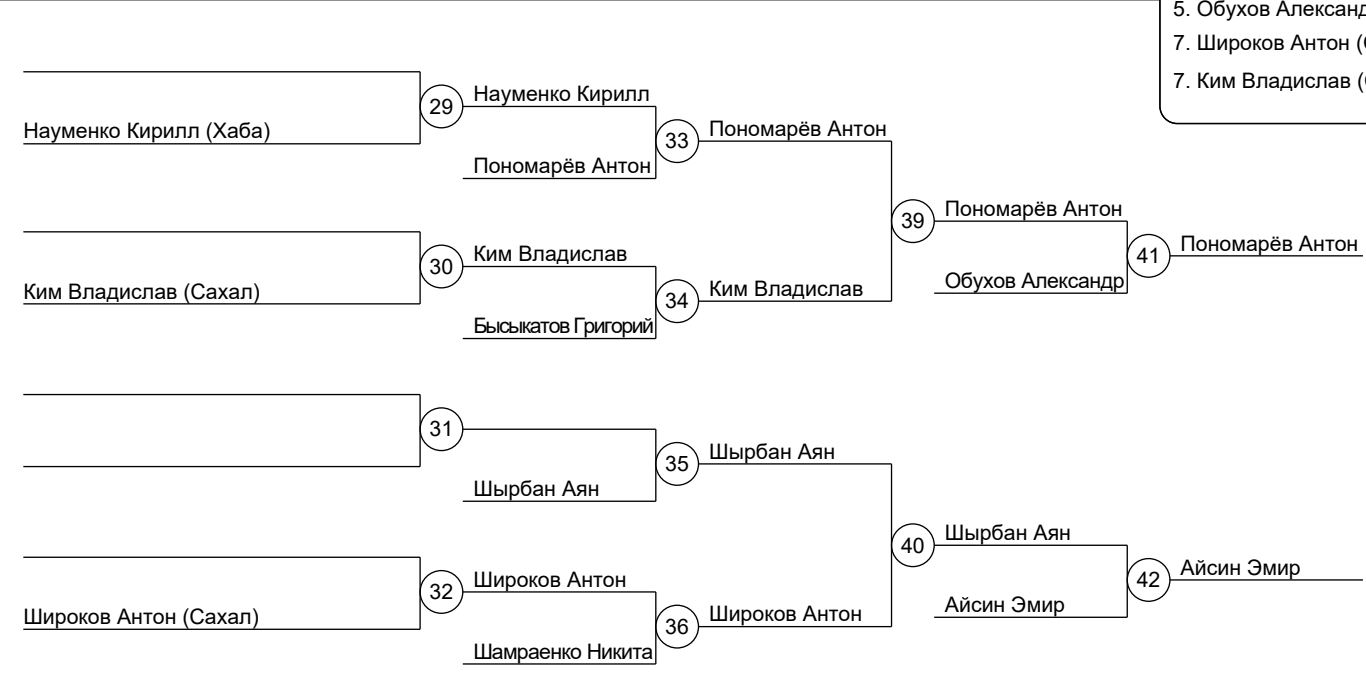 5. Обухов Александ
7. Широков Антон (
7. Ким Владислав (
29
Науменко Кирилл
Науменко Кирилл (Хаба)
33
Пономарёв Антон
Пономарёв Антон
39
Пономарёв Антон
41
Пономарёв Антон
30
Ким Владислав
Ким Владислав (Сахал)
34
Ким Владислав
Обухов Александр
Бысыкатов Григорий
31
35
Шырбан Аян
Шырбан Аян
40
Шырбан Аян
42
Айсин Эмир
32
Широков Антон
Широков Антон (Сахал)
36
Широков Антон
Айсин Эмир
Шамраенко Никита